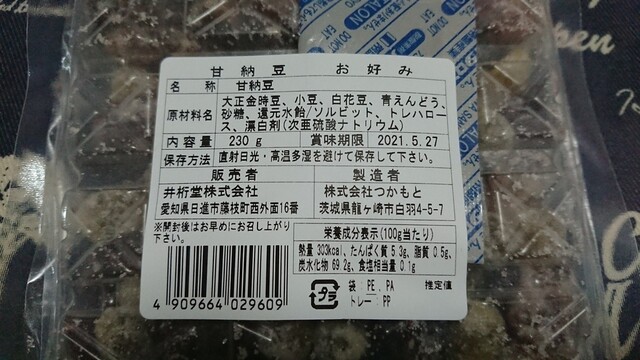 甘納豆 お好み
名称 甘納豆
原材料名 大正金時豆、小豆、白花豆、青えんどう、
砂糖、還元水飴/ソルビット、トレハロー
ス、漂白剤(次亜硫酸ナトリウム)
内容量 230g 賞味期限 2021.5.27
保存方法 直射日光・高温多湿を避けて保存して下さい。
販売者 製造者
井桁堂株式会社 株式会社つかもと
愛知県日進市藤枝町西外面16番 茨城県龍ヶ崎市白羽4-5-7
※開封後はお早めにお召し上がり
下さい。
栄養成分表示(100g当たり)
熱量 303kcal、たんぱく質 5.3g、脂質 0.5g、
炭水化物 69.2g、食塩相当量 0.1g
推定値
プラ 袋 PE、PA
トレー PP
4 909664 029609
DO NOT EAT